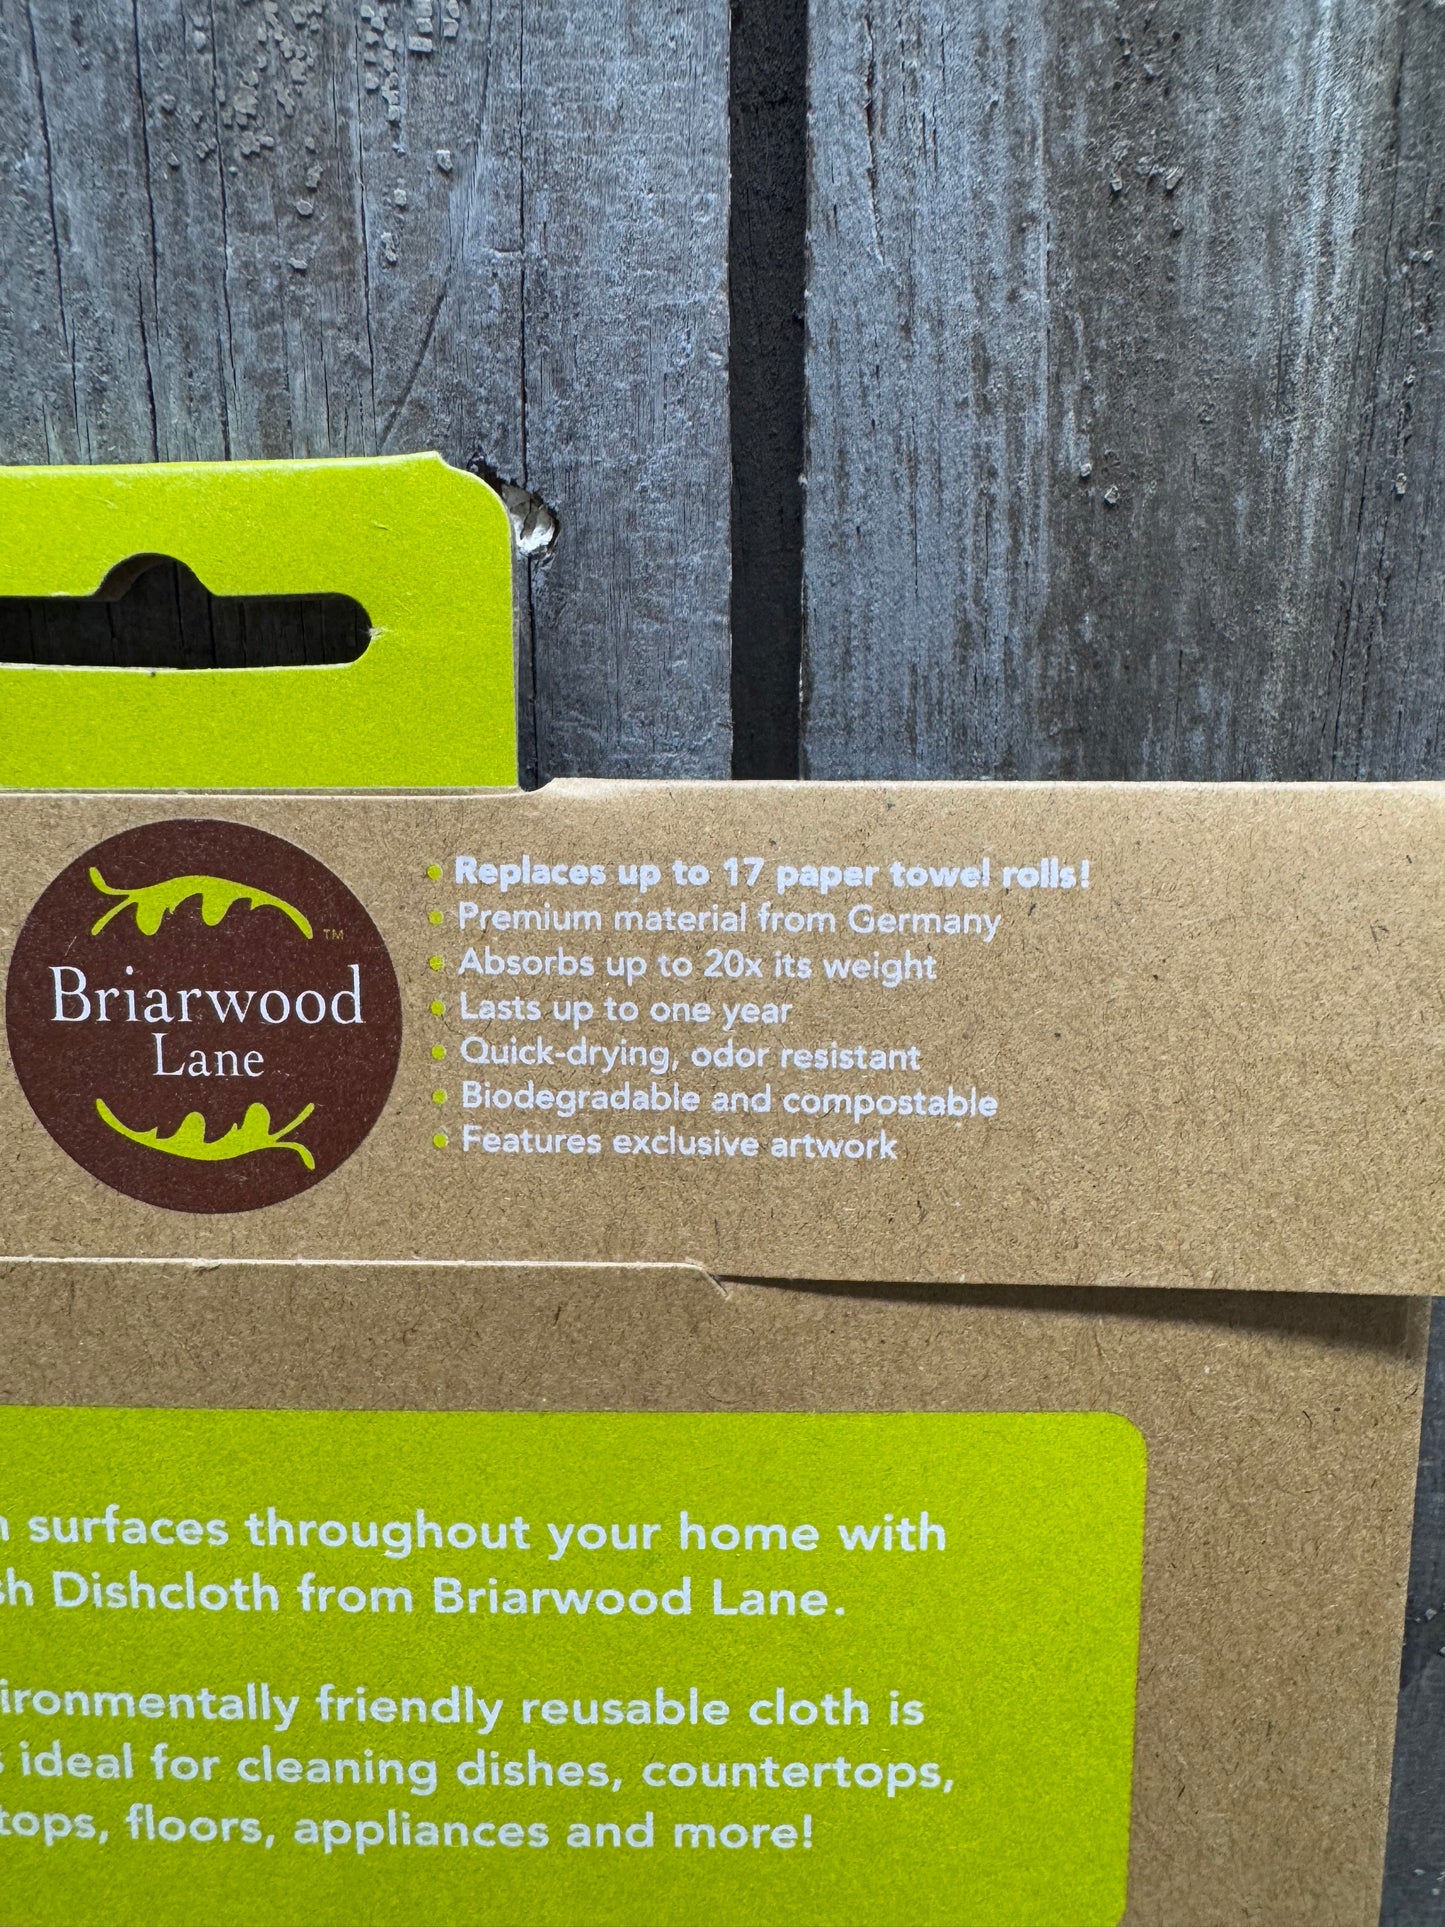 Briarwood
Lane
TM
Replaces up to 17 paper towel rolls!
Premium material from Germany
Absorbs up to 20x its weight
Lasts up to one year
Quick-drying, odor resistant
Biodegradable and compostable
Features exclusive artwork
surfaces throughout your home with
Dishcloth from Briarwood Lane.
friendly reusable cloth is
ideal for cleaning dishes, countertops,
floors, appliances and more!